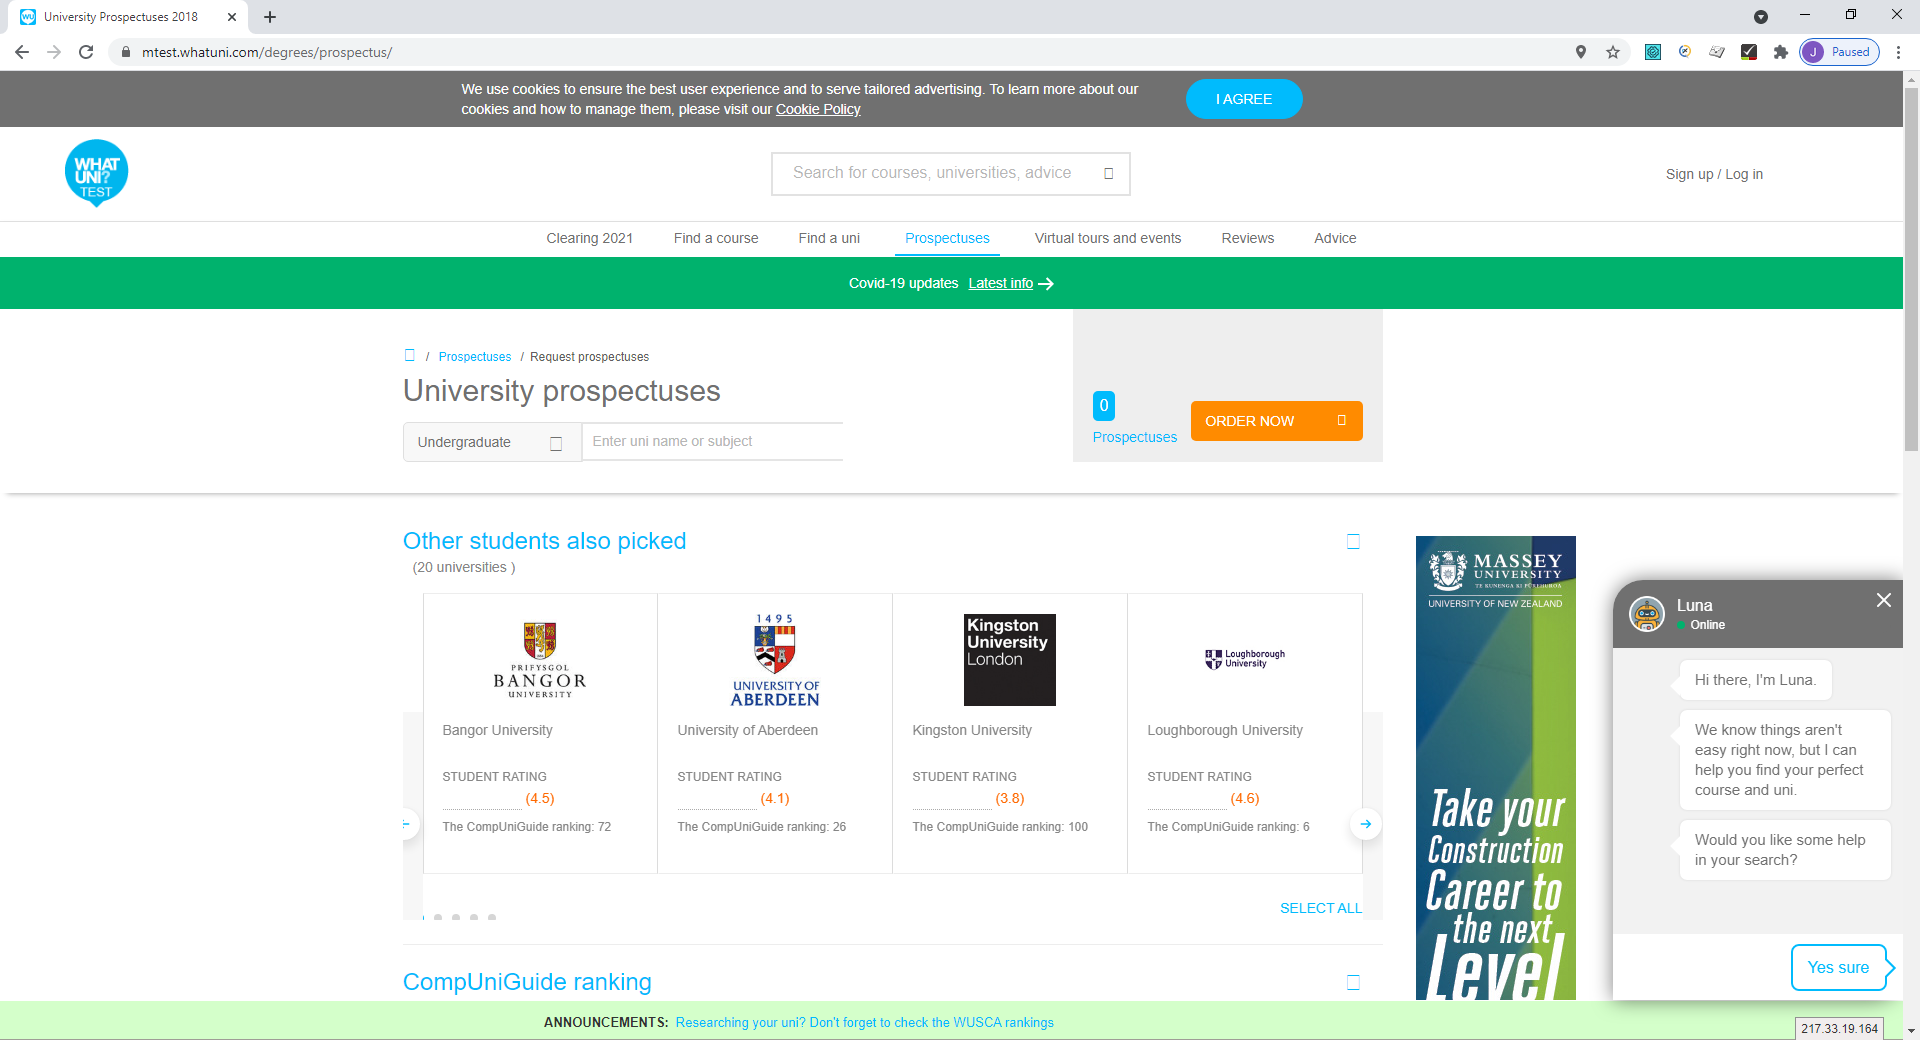 University Prospectuses 2018
mtest.whatuni.com/degrees/prospectus/
J Paused
We use cookies to ensure the best user experience and to serve tailored advertising. To learn more about our
cookies and how to manage them, please visit our Cookie Policy
I AGREE
WHAT
UNI?
TEST
Search for courses, universities, advice
Sign up / Log in
Clearing 2021 Find a course Find a uni Prospectuses Virtual tours and events Reviews Advice
Covid-19 updates Latest info
/ Prospectuses / Request prospectuses
University prospectuses
Undergraduate Enter uni name or subject
0
Prospectuses
ORDER NOW
Other students also picked
(20 universities )
PRIFYSGOL
BANGOR
UNIVERSITY
1495
UNIVERSITY OF
ABERDEEN
Kingston
University
London
Loughborough
University
Bangor University University of Aberdeen Kingston University Loughborough University
STUDENT RATING STUDENT RATING STUDENT RATING STUDENT RATING
(4.5) (4.1) (3.8) (4.6)
The CompUniGuide ranking: 72 The CompUniGuide ranking: 26 The CompUniGuide ranking: 100 The CompUniGuide ranking: 6
SELECT ALL
CompUniGuide ranking
MASSEY
UNIVERSITY
TE KUNENGA KI PŪREHUROA
UNIVERSITY OF NEW ZEALAND
Take your
Construction
Career to
the next
Level
Luna
Online
Hi there, I'm Luna.
We know things aren't
easy right now, but I can
help you find your perfect
course and uni.
Would you like some help
in your search?
Yes sure
ANNOUNCEMENTS: Researching your uni? Don't forget to check the WUSCA rankings
217.33.19.164